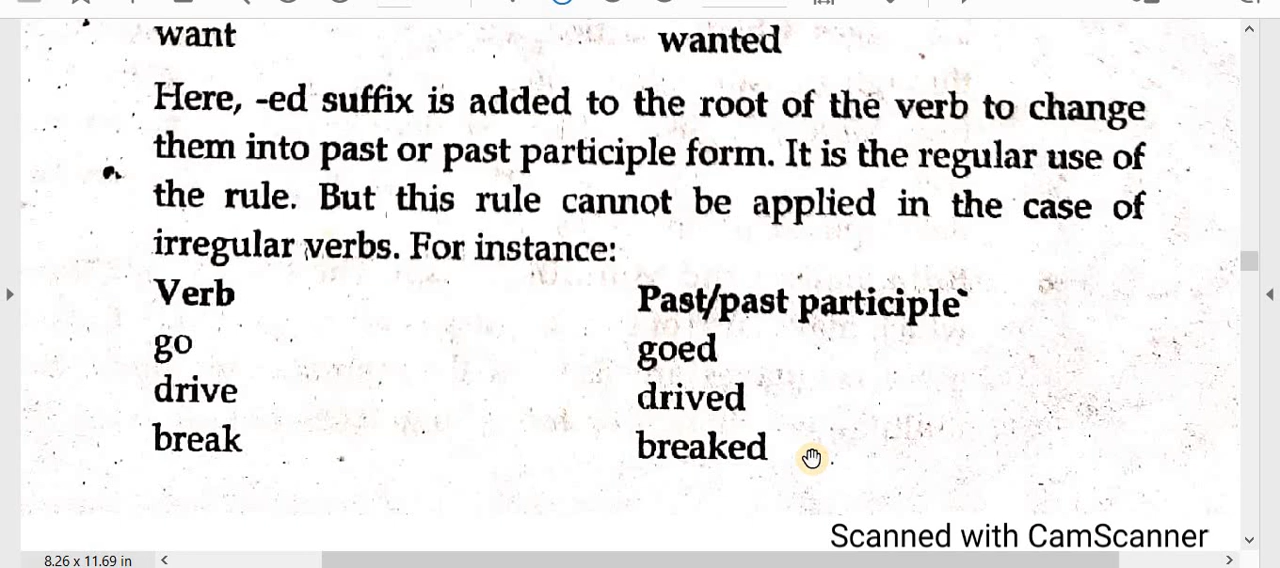 want wanted
Here, -ed suffix is added to the root of the verb to change
them into past or past participle form. It is the regular use of
the rule. But this rule cannot be applied in the case of
irregular verbs. For instance:
Verb Past/past participle
go goed
drive drived
break breaked
Scanned with CamScanner
8.26 x 11.69 in